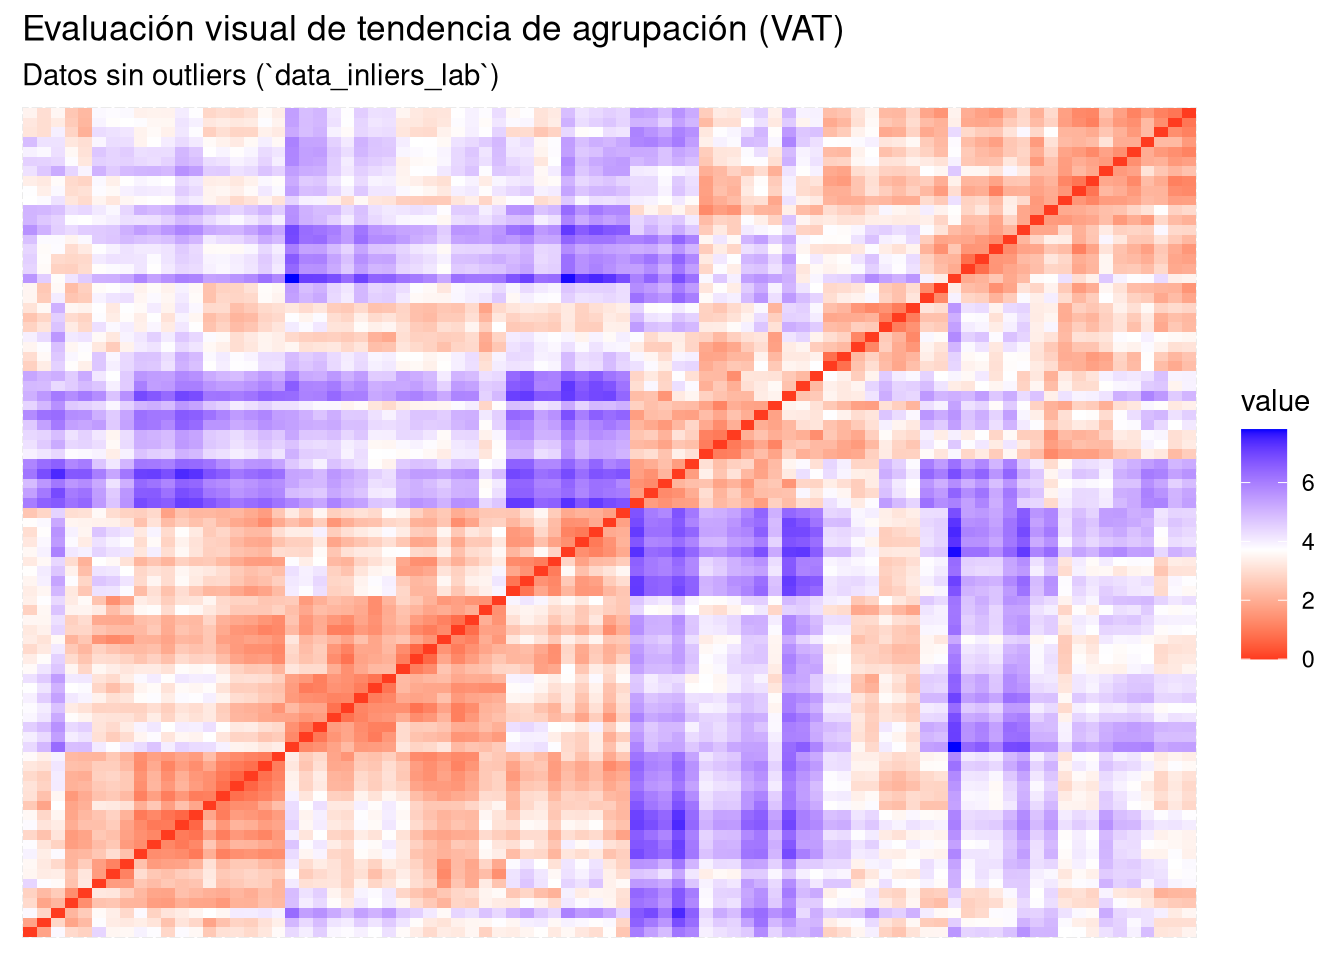 Evaluación visual de tendencia de agrupación (VAT)
Datos sin outliers (`data_inliers_lab`)
value
6
4
2
0